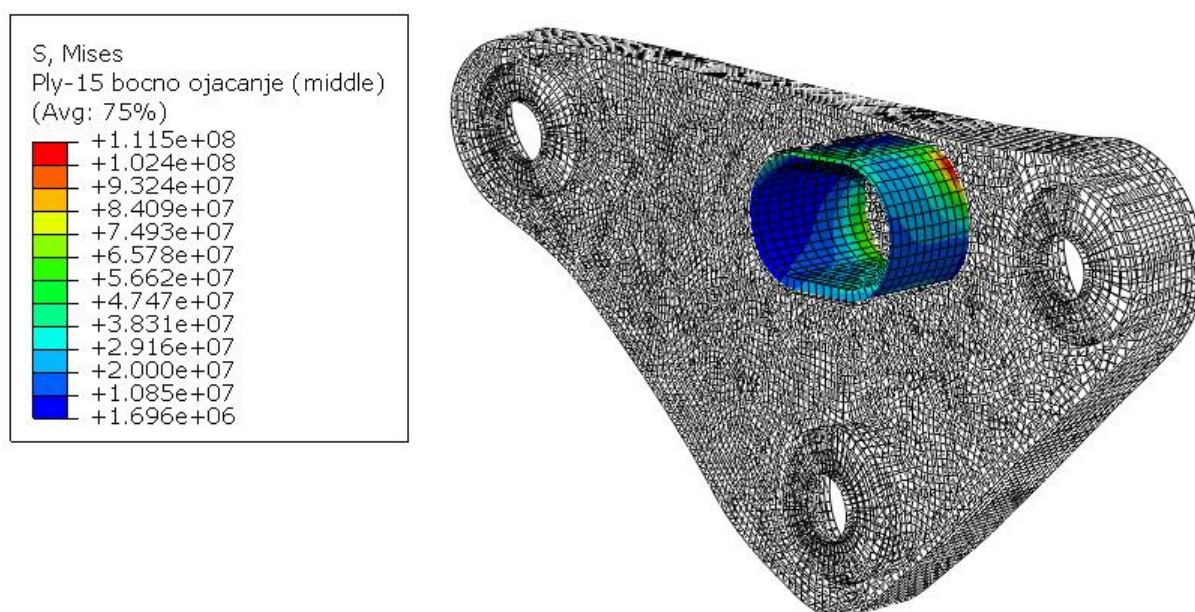 S, Mises
Ply-15 bocno ojacanje (middle)
(Avg: 75%)
+1.115e+08
+1.024e+08
+9.324e+07
+8.409e+07
+7.493e+07
+6.578e+07
+5.662e+07
+4.747e+07
+3.831e+07
+2.916e+07
+2.000e+07
+1.085e+07
+1.696e+06